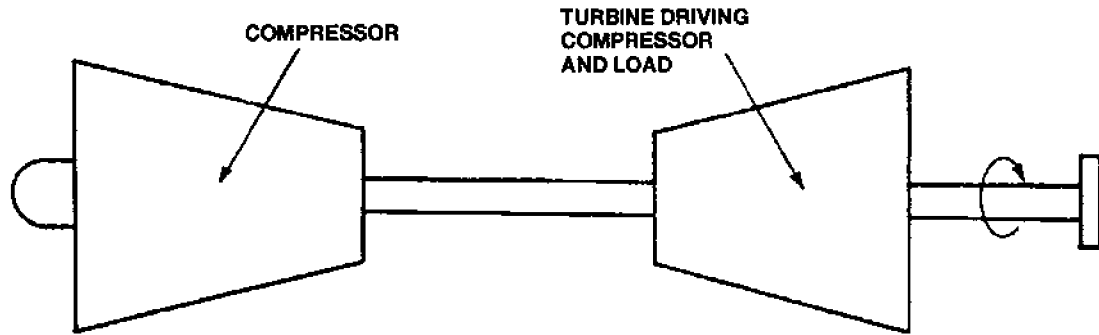 COMPRESSOR
TURBINE DRIVING
COMPRESSOR
AND LOAD